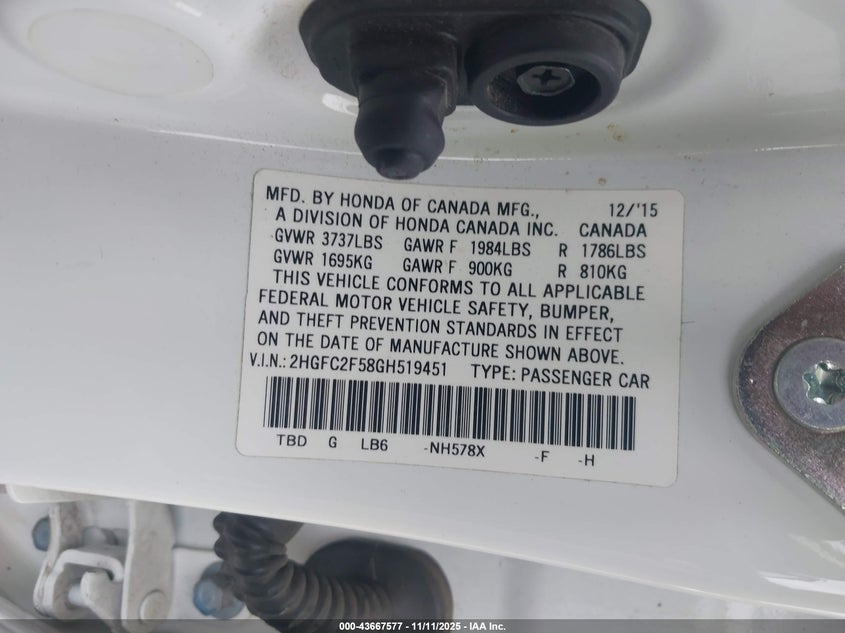 MFD. BY HONDA OF CANADA MFG., 12/'15
A DIVISION OF HONDA CANADA INC. CANADA
GVWR 3737LBS GAWR F 1984LBS R 1786LBS
GVWR 1695KG GAWR F 900KG R 810KG
THIS VEHICLE CONFORMS TO ALL APPLICABLE
FEDERAL MOTOR VEHICLE SAFETY, BUMPER,
AND THEFT PREVENTION STANDARDS IN EFFECT
ON THE DATE OF MANUFACTURE SHOWN ABOVE.
V.I.N.: 2HGFC2F58GH519451 TYPE: PASSENGER CAR
TBD G LB6 -NH578X -F -H
000-43667577 - 11/11/2025 - IAA Inc.